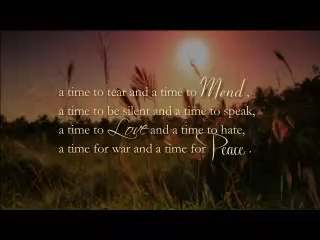 a time to tear and a time to Mend ,
a time to be silent and a time to speak,
a time to Love and a time to hate,
a time for war and a time for Peace .